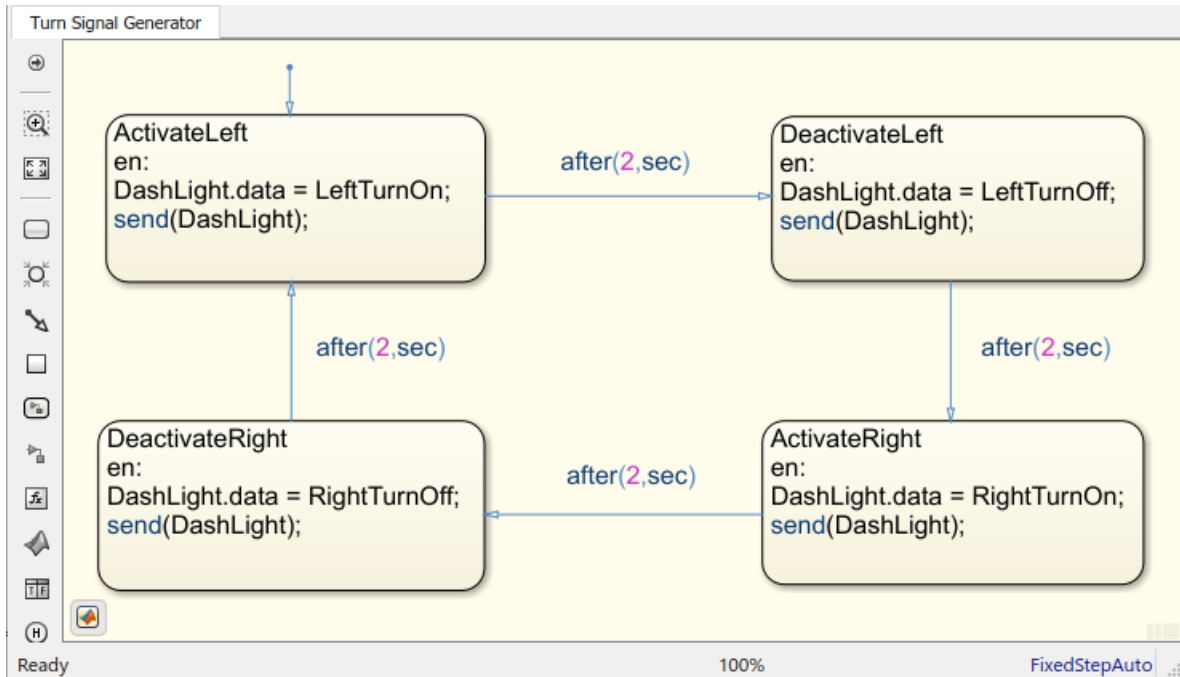 Turn Signal Generator
ActivateLeft
en:
DashLight.data = LeftTurnOn;
send(DashLight);
after(2,sec)
DeactivateLeft
en:
DashLight.data = LeftTurnOff;
send(DashLight);
after(2,sec)
after(2,sec)
DeactivateRight
en:
DashLight.data = RightTurnOff;
send(DashLight);
after(2,sec)
ActivateRight
en:
DashLight.data = RightTurnOn;
send(DashLight);
fx
T F
H
Ready
100%
FixedStepAuto